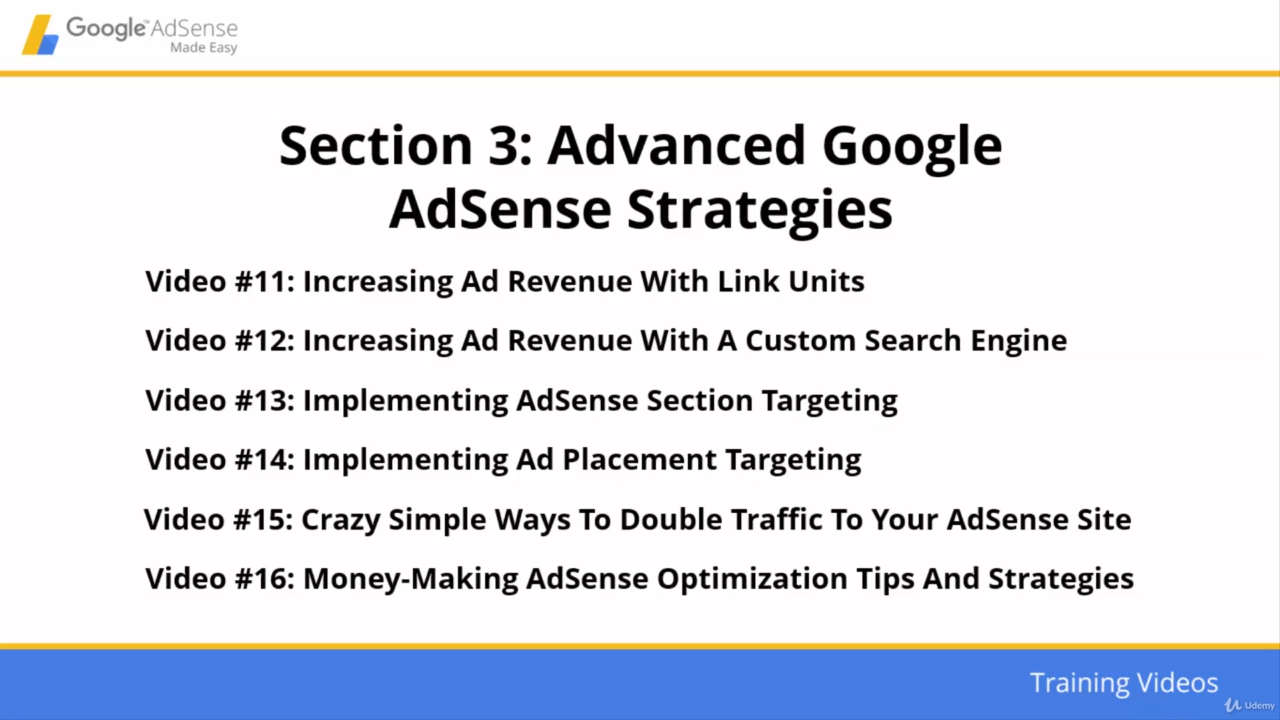 Google™ AdSense
Made Easy
Section 3: Advanced Google
AdSense Strategies
Video #11: Increasing Ad Revenue With Link Units
Video #12: Increasing Ad Revenue With A Custom Search Engine
Video #13: Implementing AdSense Section Targeting
Video #14: Implementing Ad Placement Targeting
Video #15: Crazy Simple Ways To Double Traffic To Your AdSense Site
Video #16: Money-Making AdSense Optimization Tips And Strategies
Training Videos
Udemy